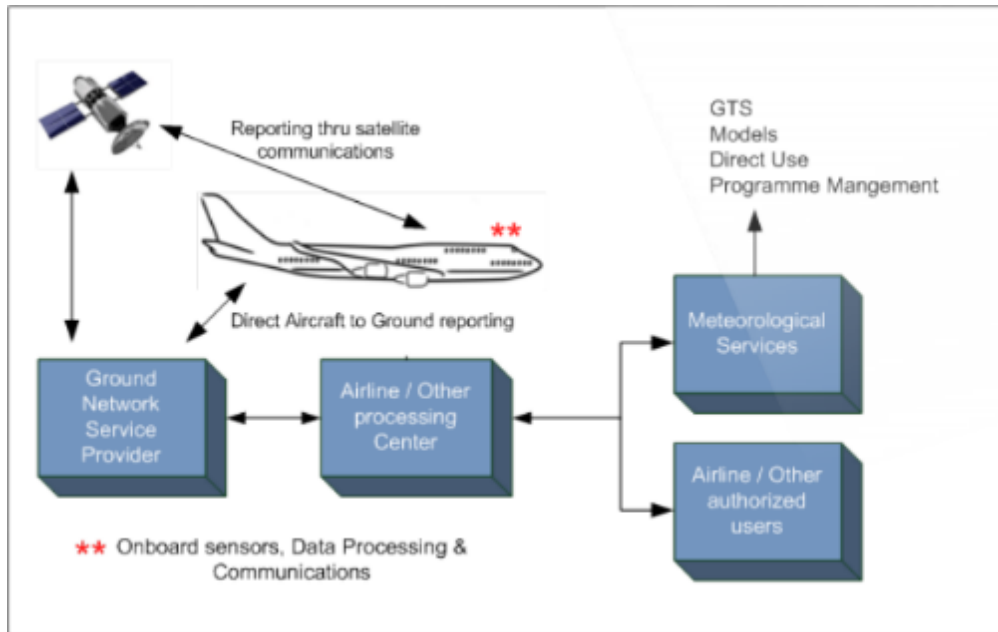 Reporting thru satellite
communications
GTS
Models
Direct Use
Programme Mangement
**
Direct Aircraft to Ground reporting
Ground
Network
Service
Provider
Airline / Other
processing
Center
Meteorological
Services
Airline / Other
authorized
users
** Onboard sensors, Data Processing &
Communications